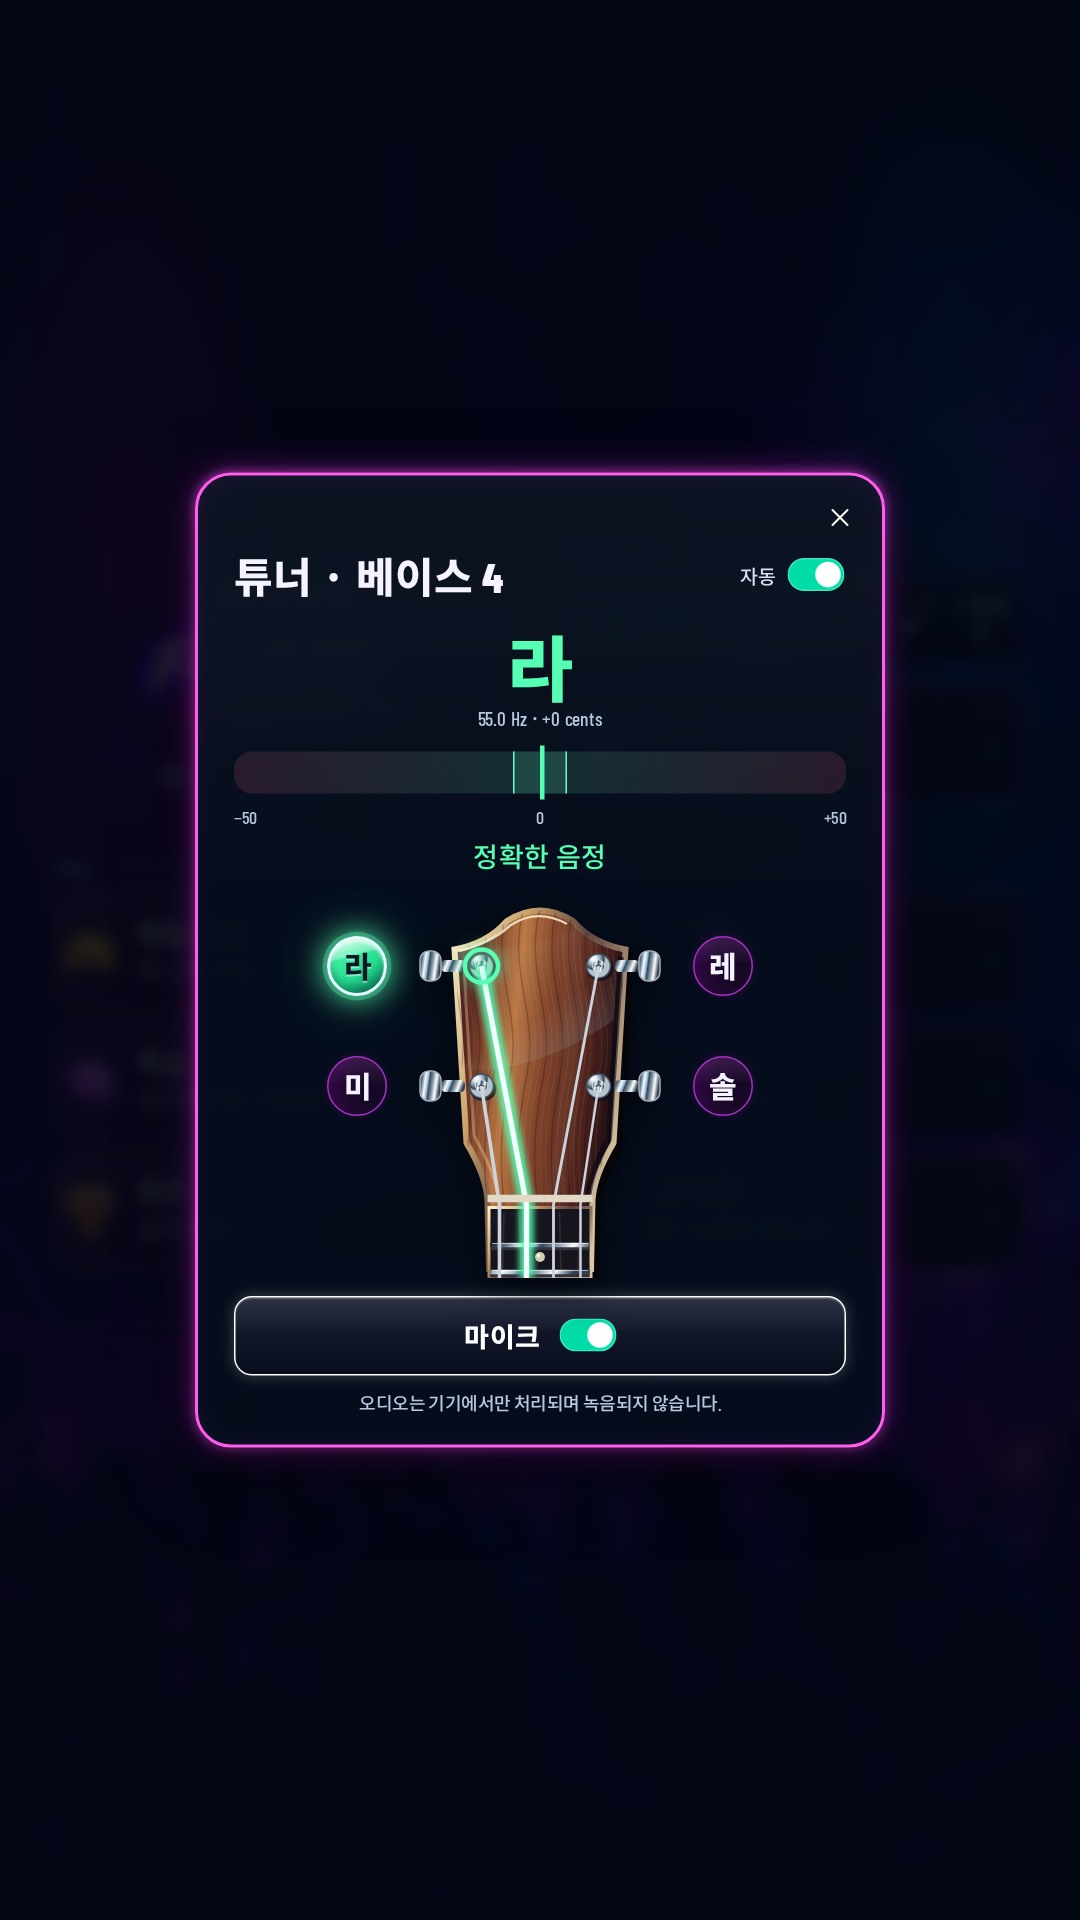 튜너 · 베이스 4
자동
라
55.0 Hz · +0 cents
−50 0 +50
정확한 음정
라 레
미 솔
마이크
오디오는 기기에서만 처리되며 녹음되지 않습니다.